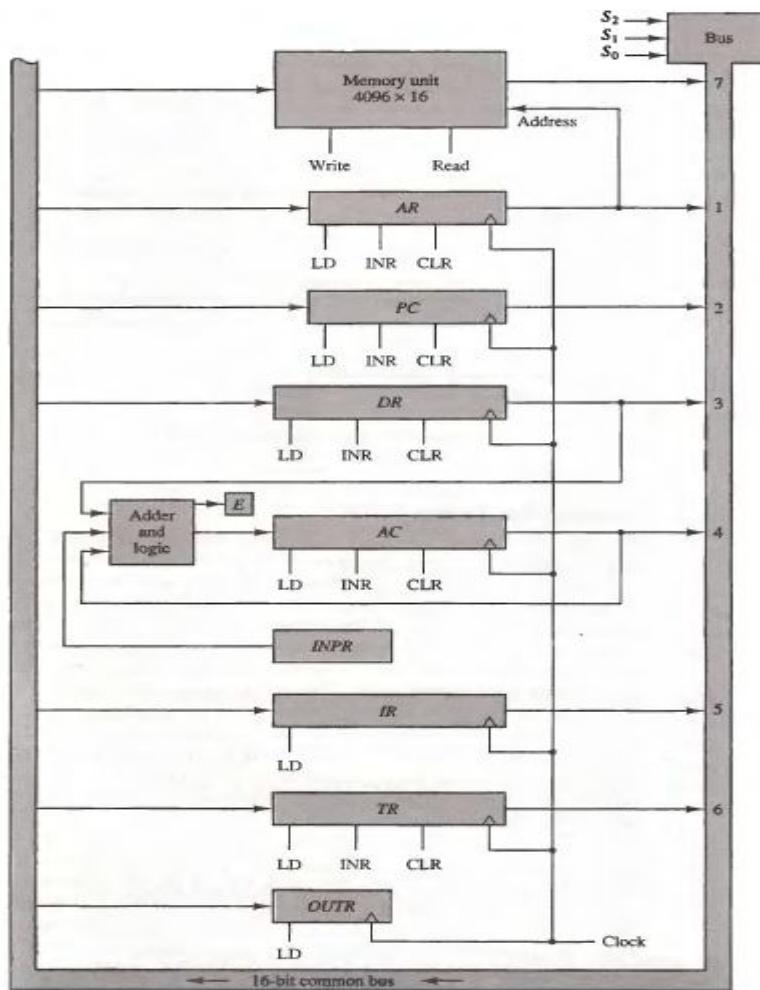 S₂
S₁
S₀
Bus
Memory unit
4096 × 16
7
Address
Write Read
AR
1
LD INR CLR
PC
2
LD INR CLR
DR
3
LD INR CLR
E
Adder
and
logic
AC
4
LD INR CLR
INPR
IR
5
LD
TR
6
LD INR CLR
OUTR
LD
Clock
16-bit common bus